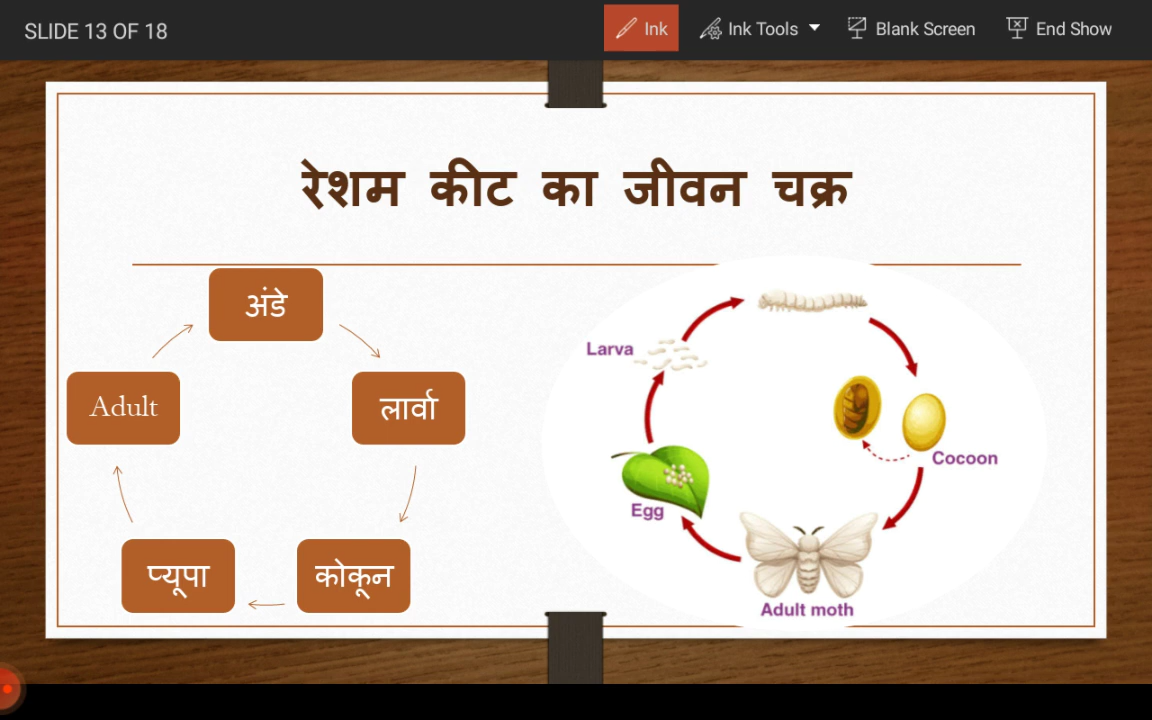 SLIDE 13 OF 18
Ink
Ink Tools
Blank Screen
End Show
रेशम कीट का जीवन चक्र
अंडे
लार्वा
कोकून
प्यूपा
Adult
Larva
Cocoon
Egg
Adult moth